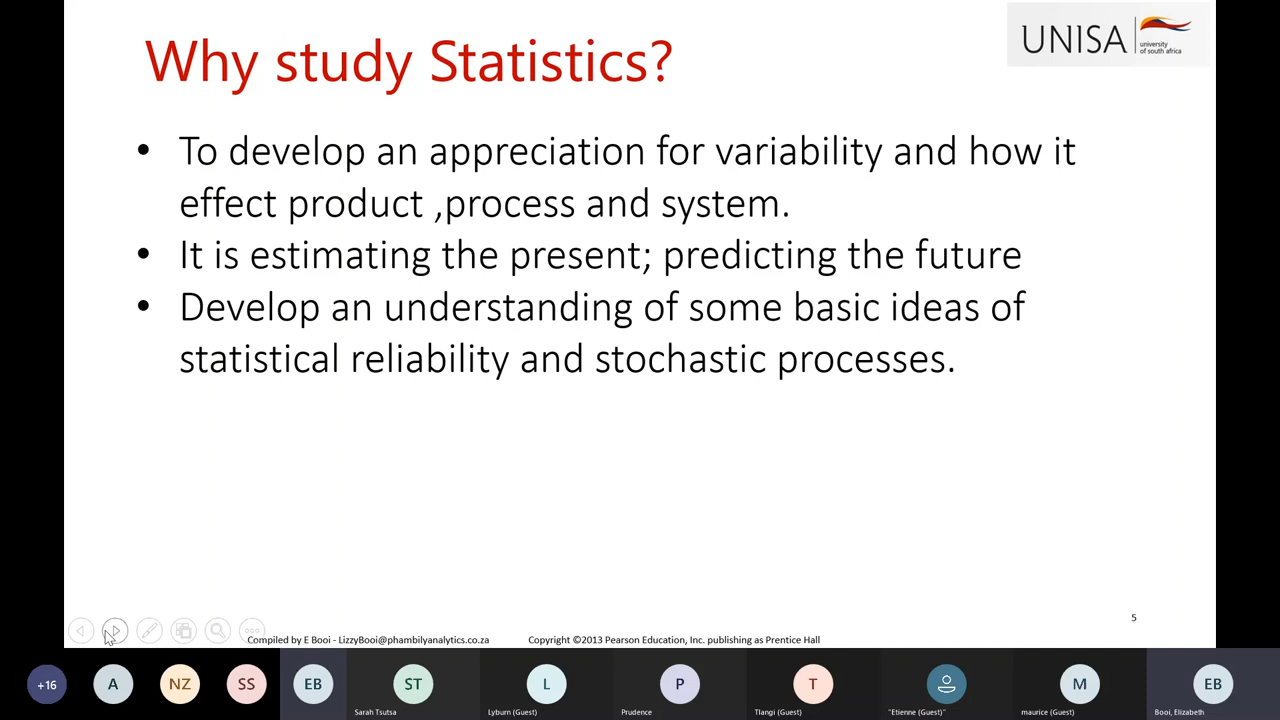 Why study Statistics?
UNISA
university
of south africa
• To develop an appreciation for variability and how it
effect product ,process and system.
• It is estimating the present; predicting the future
• Develop an understanding of some basic ideas of
statistical reliability and stochastic processes.
5
Compiled by E Booi - LizzyBooi@phambilyanalytics.co.za Copyright ©2013 Pearson Education, Inc. publishing as Prentice Hall
+16 A NZ SS EB ST L P T M EB
Sarah Tsutsa Lyburn (Guest) Prudence Tlangi (Guest) "Etienne (Guest)" maurice (Guest) Booi, Elizabeth